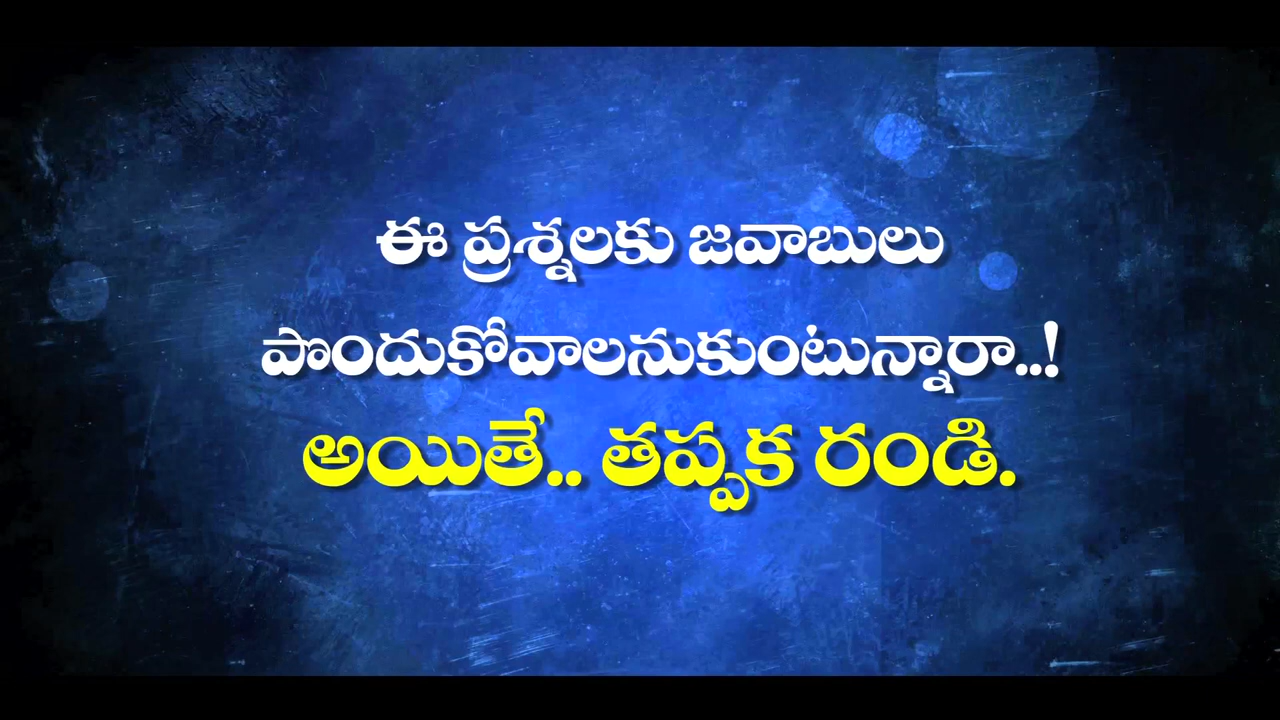 ఈ ప్రశ్నలకు జవాబులు
పొందుకోవాలనుకుంటున్నారా..!
అయితే.. తప్పక రండి.